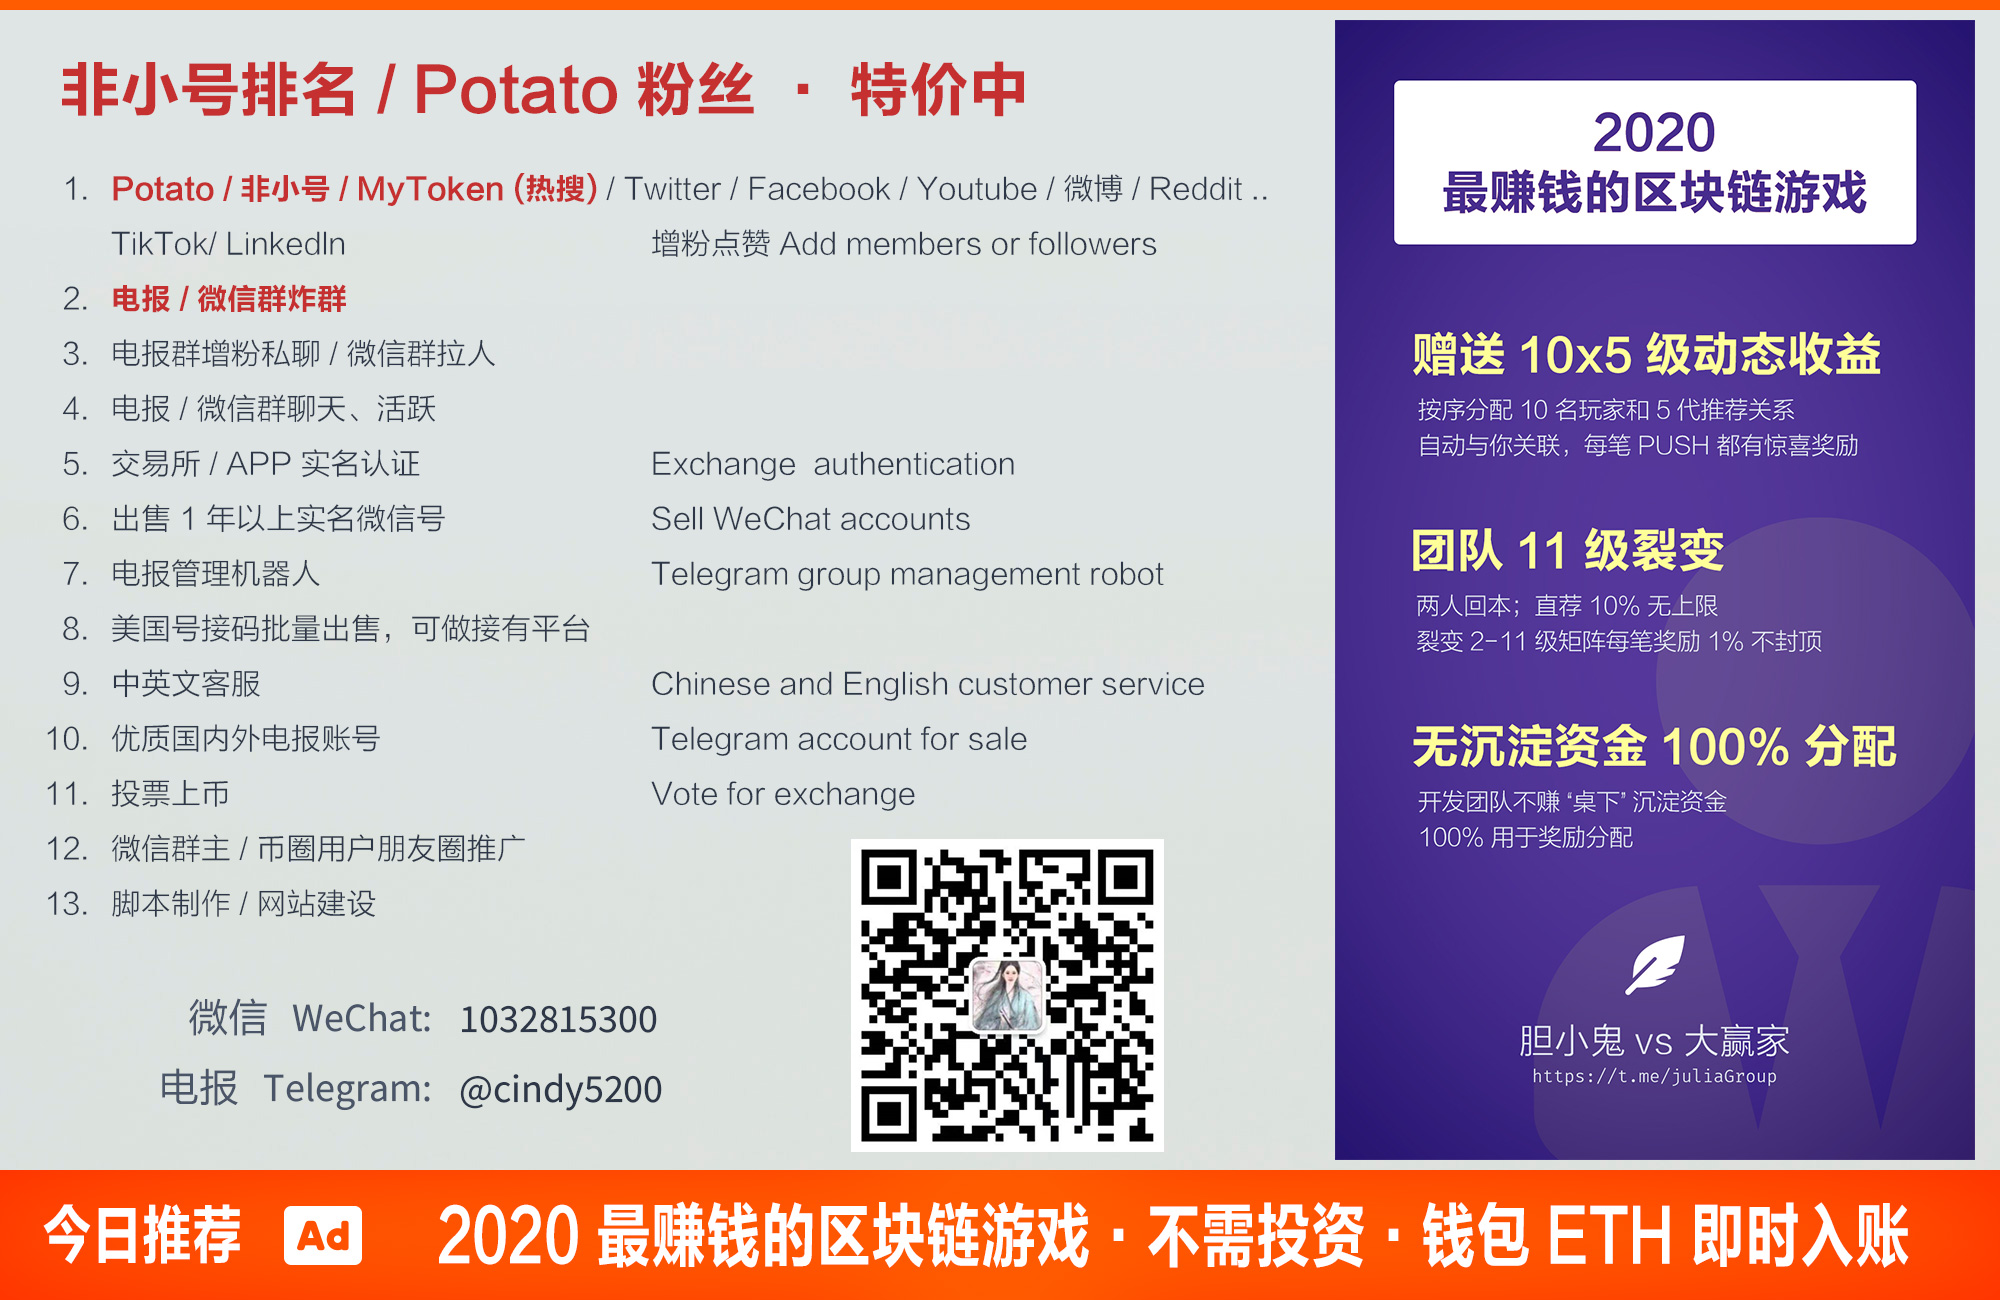 非小号排名 / Potato 粉丝 · 特价中
1. Potato / 非小号 / MyToken (热搜) / Twitter / Facebook / Youtube / 微博 / Reddit ..
TikTok/ LinkedIn 增粉点赞 Add members or followers
2. 电报 / 微信群炸群
3. 电报群增粉私聊 / 微信群拉人
4. 电报 / 微信群聊天、活跃
5. 交易所 / APP 实名认证 Exchange authentication
6. 出售 1 年以上实名微信号 Sell WeChat accounts
7. 电报管理机器人 Telegram group management robot
8. 美国号接码批量出售，可做接有平台
9. 中英文客服 Chinese and English customer service
10. 优质国内外电报账号 Telegram account for sale
11. 投票上币 Vote for exchange
12. 微信群主 / 币圈用户朋友圈推广
13. 脚本制作 / 网站建设
微信 WeChat: 1032815300
电报 Telegram: @cindy5200
2020
最赚钱的区块链游戏
赠送 10x5 级动态收益
按序分配 10 名玩家和 5 代推荐关系
自动与你关联，每笔 PUSH 都有惊喜奖励
团队 11 级裂变
两人回本；直荐 10% 无上限
裂变 2-11 级矩阵每笔奖励 1% 不封顶
无沉淀资金 100% 分配
开发团队不赚 “桌下” 沉淀资金
100% 用于奖励分配
胆小鬼 vs 大赢家
https://t.me/juliaGroup
今日推荐 Ad 2020 最赚钱的区块链游戏 · 不需投资 · 钱包 ETH 即时入账